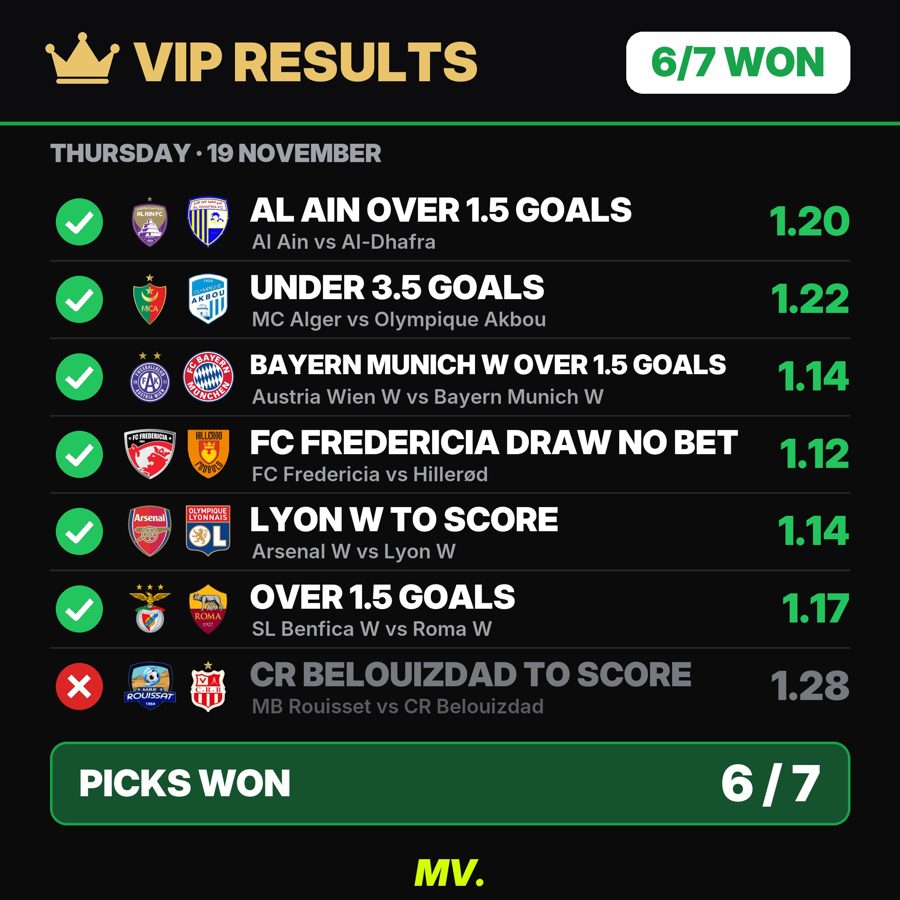 VIP RESULTS
6/7 WON
THURSDAY · 19 NOVEMBER
AL AIN OVER 1.5 GOALS
Al Ain vs Al-Dhafra
1.20
UNDER 3.5 GOALS
MC Alger vs Olympique Akbou
1.22
BAYERN MUNICH W OVER 1.5 GOALS
Austria Wien W vs Bayern Munich W
1.14
FC FREDERICIA DRAW NO BET
FC Fredericia vs Hillerød
1.12
LYON W TO SCORE
Arsenal W vs Lyon W
1.14
OVER 1.5 GOALS
SL Benfica W vs Roma W
1.17
CR BELOUIZDAD TO SCORE
MB Rouisset vs CR Belouizdad
1.28
PICKS WON
6 / 7
MV.